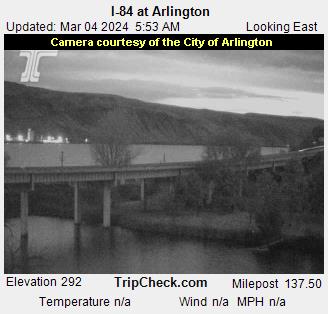 I-84 at Arlington
Updated: Mar 04 2024 5:53 AM Looking East
Camera courtesy of the City of Arlington
Elevation 292 TripCheck.com Milepost 137.50
Temperature n/a Wind n/a MPH n/a